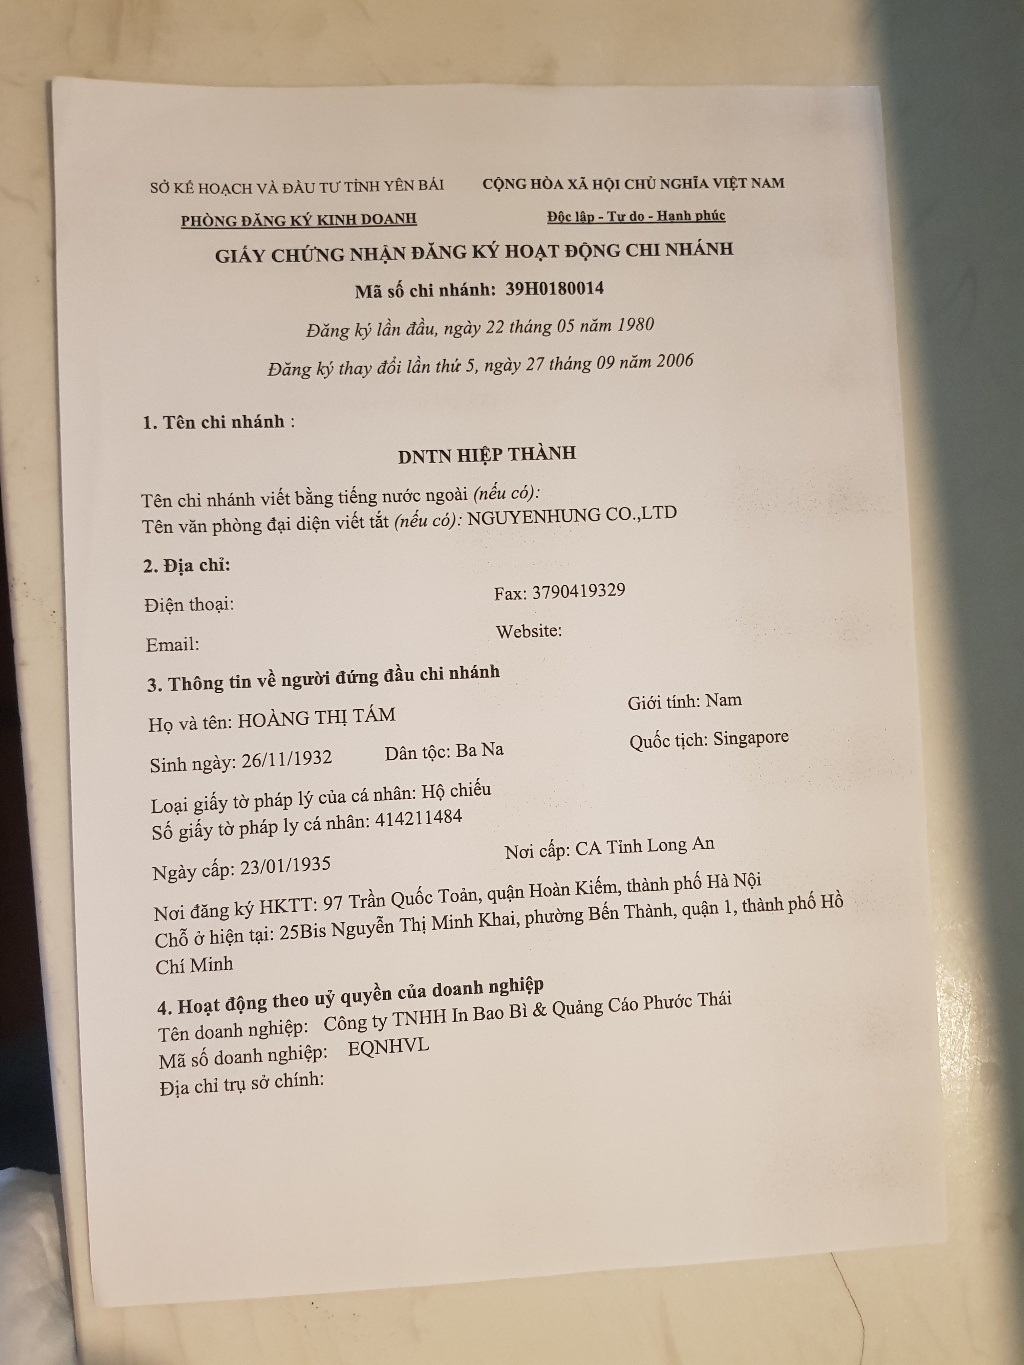 SỞ KẾ HOẠCH VÀ ĐẦU TƯ TỈNH YÊN BÁI
CỘNG HÒA XÃ HỘI CHỦ NGHĨA VIỆT NAM
PHÒNG ĐĂNG KÝ KINH DOANH
Độc lập - Tự do - Hạnh phúc
GIẤY CHỨNG NHẬN ĐĂNG KÝ HOẠT ĐỘNG CHI NHÁNH
Mã số chi nhánh: 39H0180014
Đăng ký lần đầu, ngày 22 tháng 05 năm 1980
Đăng ký thay đổi lần thứ 5, ngày 27 tháng 09 năm 2006
1. Tên chi nhánh :
DNTN HIỆP THÀNH
Tên chi nhánh viết bằng tiếng nước ngoài (nếu có):
Tên văn phòng đại diện viết tắt (nếu có): NGUYENHUNG CO.,LTD
2. Địa chỉ:
Điện thoại: Fax: 3790419329
Email: Website:
3. Thông tin về người đứng đầu chi nhánh
Họ và tên: HOÀNG THỊ TÁM Giới tính: Nam
Sinh ngày: 26/11/1932 Dân tộc: Ba Na Quốc tịch: Singapore
Loại giấy tờ pháp lý của cá nhân: Hộ chiếu
Số giấy tờ pháp ly cá nhân: 414211484
Ngày cấp: 23/01/1935 Nơi cấp: CA Tỉnh Long An
Nơi đăng ký HKTT: 97 Trần Quốc Toản, quận Hoàn Kiếm, thành phố Hà Nội
Chỗ ở hiện tại: 25Bis Nguyễn Thị Minh Khai, phường Bến Thành, quận 1, thành phố Hồ
Chí Minh
4. Hoạt động theo uỷ quyền của doanh nghiệp
Tên doanh nghiệp: Công ty TNHH In Bao Bì & Quảng Cáo Phước Thái
Mã số doanh nghiệp: EQNHVL
Địa chỉ trụ sở chính: